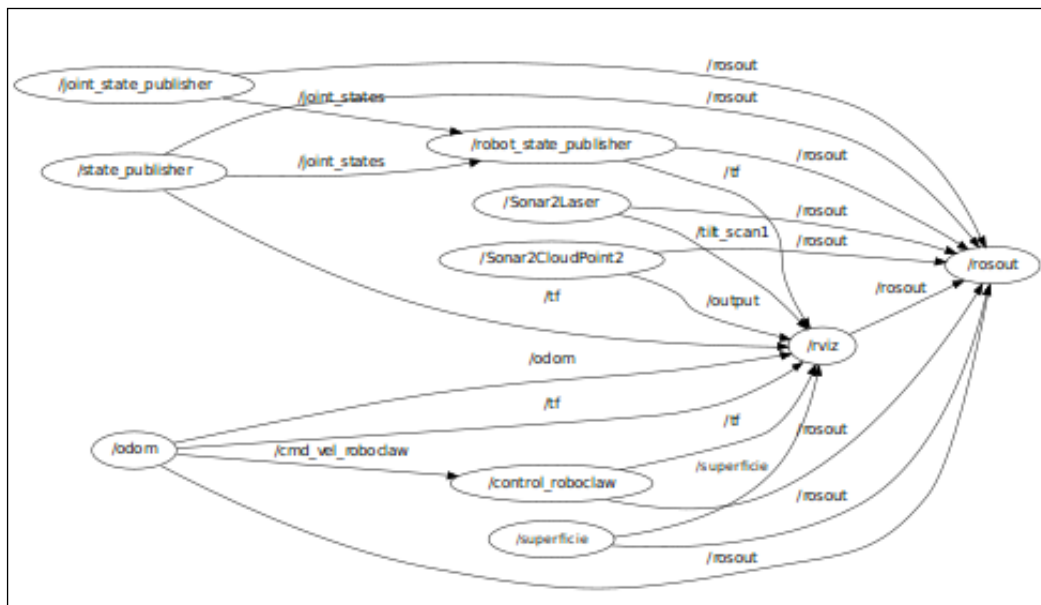 /rosout
/joint_state_publisher
/joint_states
/rosout
/robot_state_publisher
/rosout
/state_publisher
/joint_states
/tf
/Sonar2Laser
/rosout
/tilt_scan1
/rosout
/Sonar2CloudPoint2
/rosout
/rosout
/output
/tf
/rviz
/odom
/tf
/tf
/rosout
/odom
/cmd_vel_roboclaw
/superficie
/control_roboclaw
/rosout
/superficie
/rosout